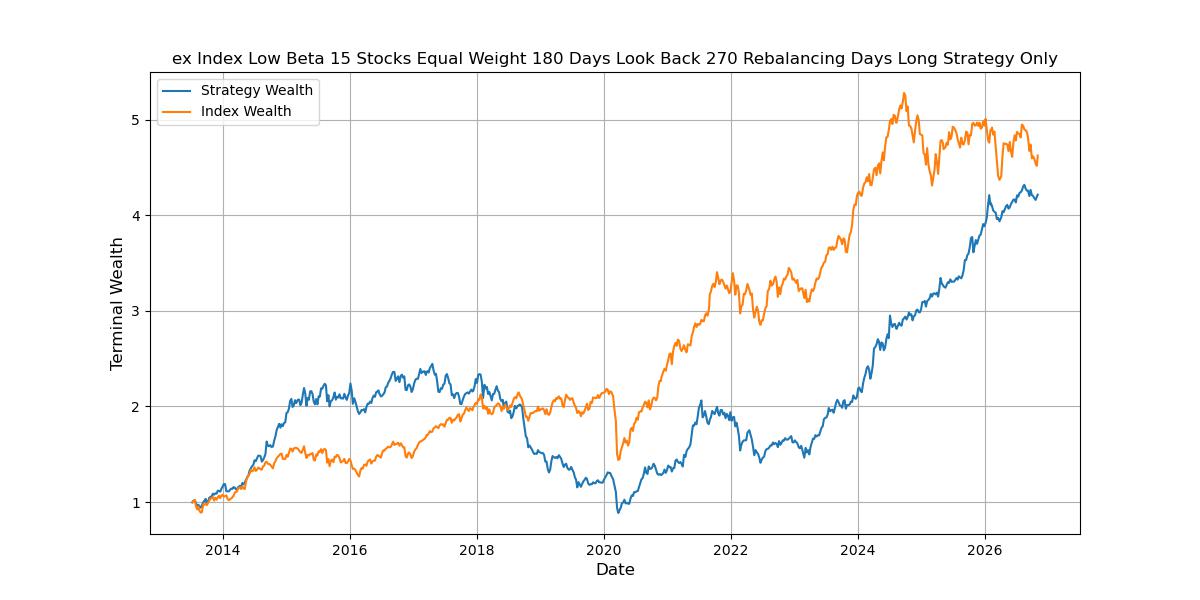 ex Index Low Beta 15 Stocks Equal Weight 180 Days Look Back 270 Rebalancing Days Long Strategy Only
Strategy Wealth
Index Wealth
Terminal Wealth
5
4
3
2
1
2014 2016 2018 2020 2022 2024 2026
Date